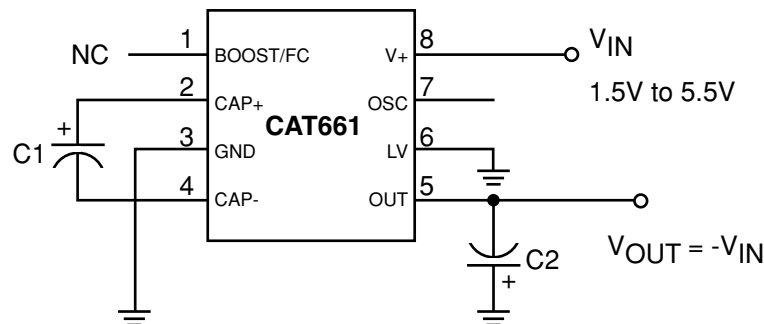 NC
1
BOOST/FC
V+
8
VIN
1.5V to 5.5V
2
CAP+
OSC
7
CAT661
C1
+
3
GND
LV
6
4
CAP-
OUT
5
C2
+
VOUT = -VIN